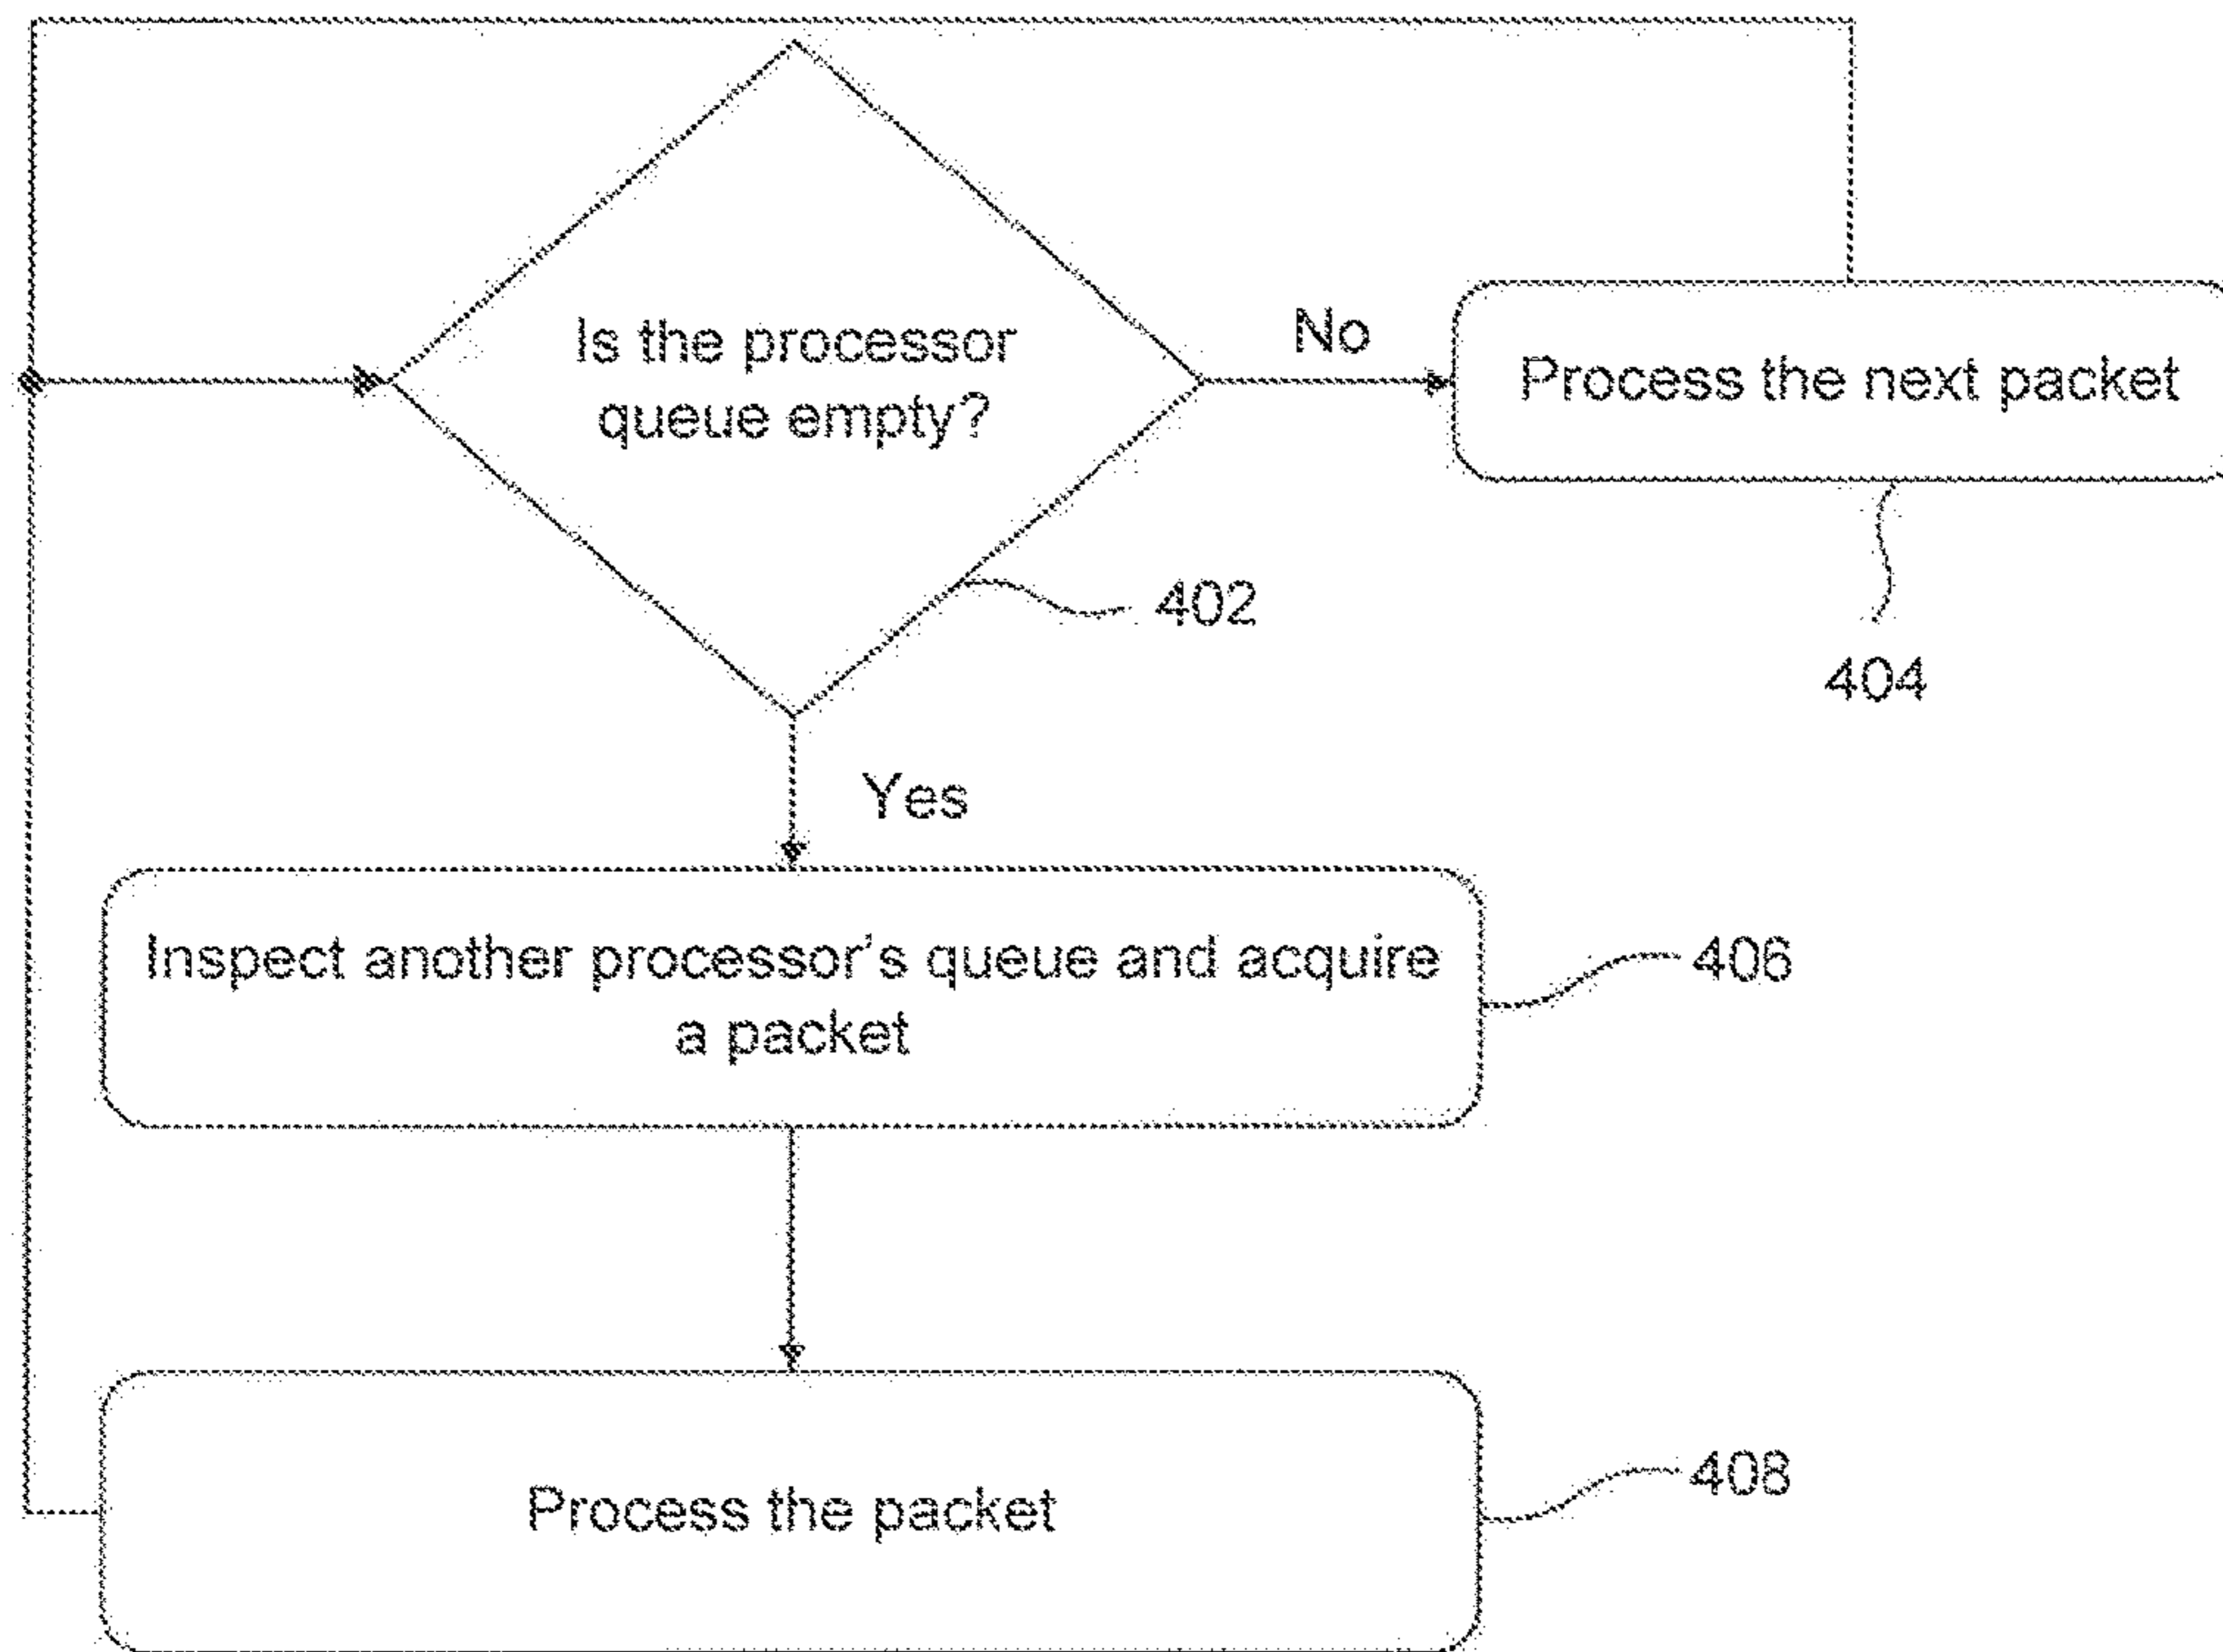 Is the processor
queue empty?
No
Process the next packet
402
404
Yes
Inspect another processor's queue and acquire
a packet
406
Process the packet
408